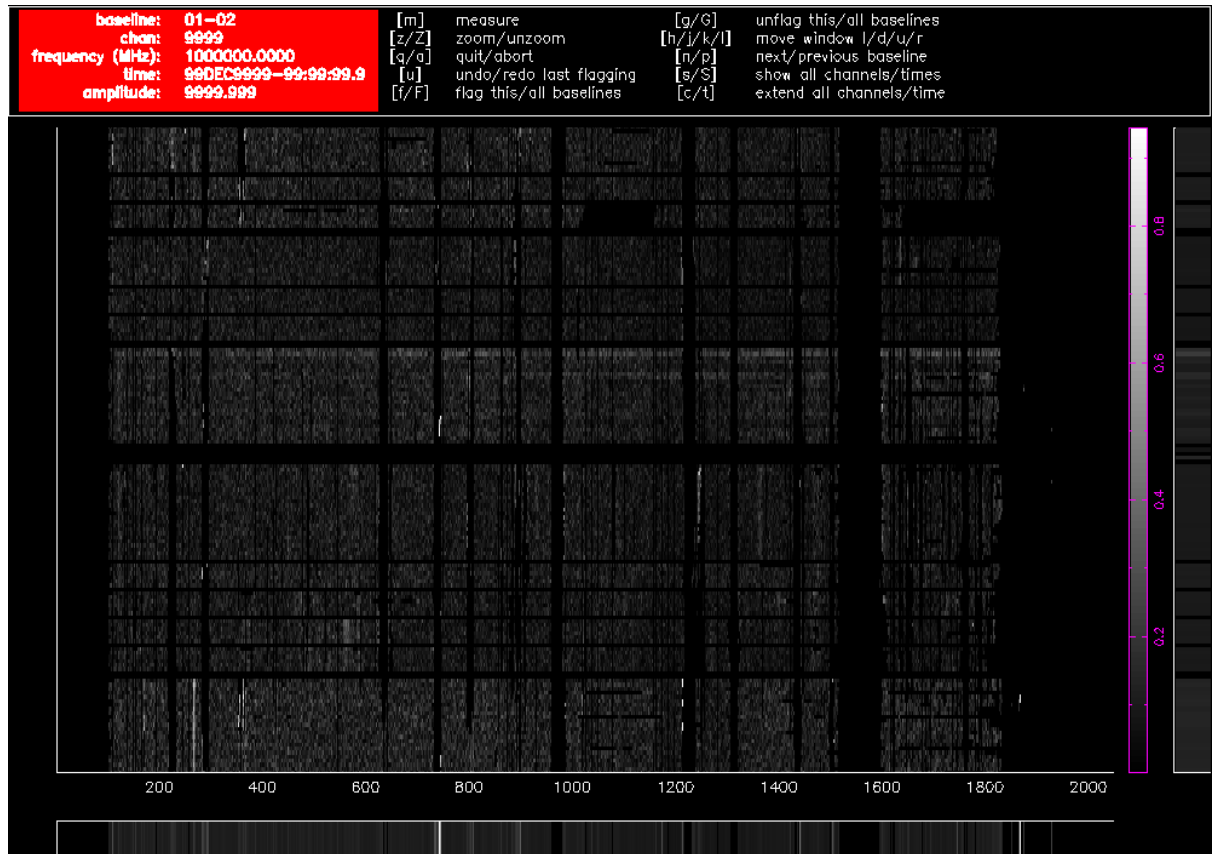 baseline: 01-02 [m] measure [g/G] unflag this/all baselines
chan: 9999 [z/Z] zoom/unzoom [h/j/k/l] move window l/d/u/r
frequency (MHz): 1000000.0000 [q/a] quit/abort [n/p] next/previous baseline
time: 99DEC9999-99:99:99.9 [u] undo/redo last flagging [s/S] show all channels/times
amplitude: 9999.999 [f/F] flag this/all baselines [c/t] extend all channels/time
0.8
0.6
0.4
0.2
200 400 600 800 1000 1200 1400 1600 1800 2000